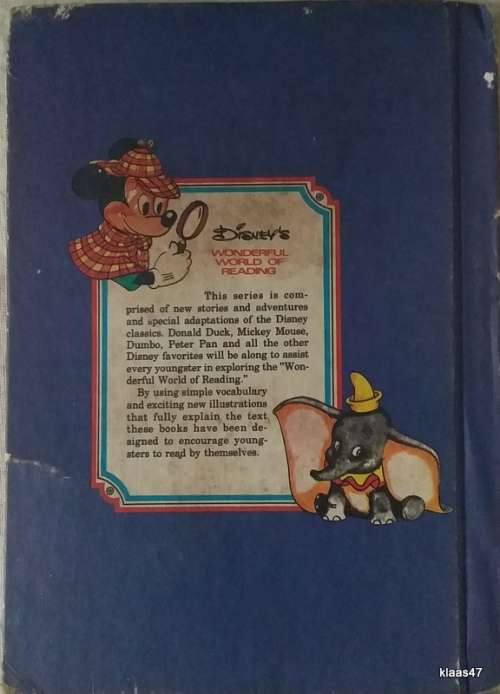 Disney's
WONDERFUL
WORLD OF
READING
This series is com-
prised of new stories and adventures
and special adaptations of the Disney
classics. Donald Duck, Mickey Mouse,
Dumbo, Peter Pan and all the other
Disney favorites will be along to assist
every youngster in exploring the "Won-
derful World of Reading."
By using simple vocabulary
and exciting new illustrations
that fully explain the text,
these books have been de-
signed to encourage young-
sters to read by themselves.
klaas47